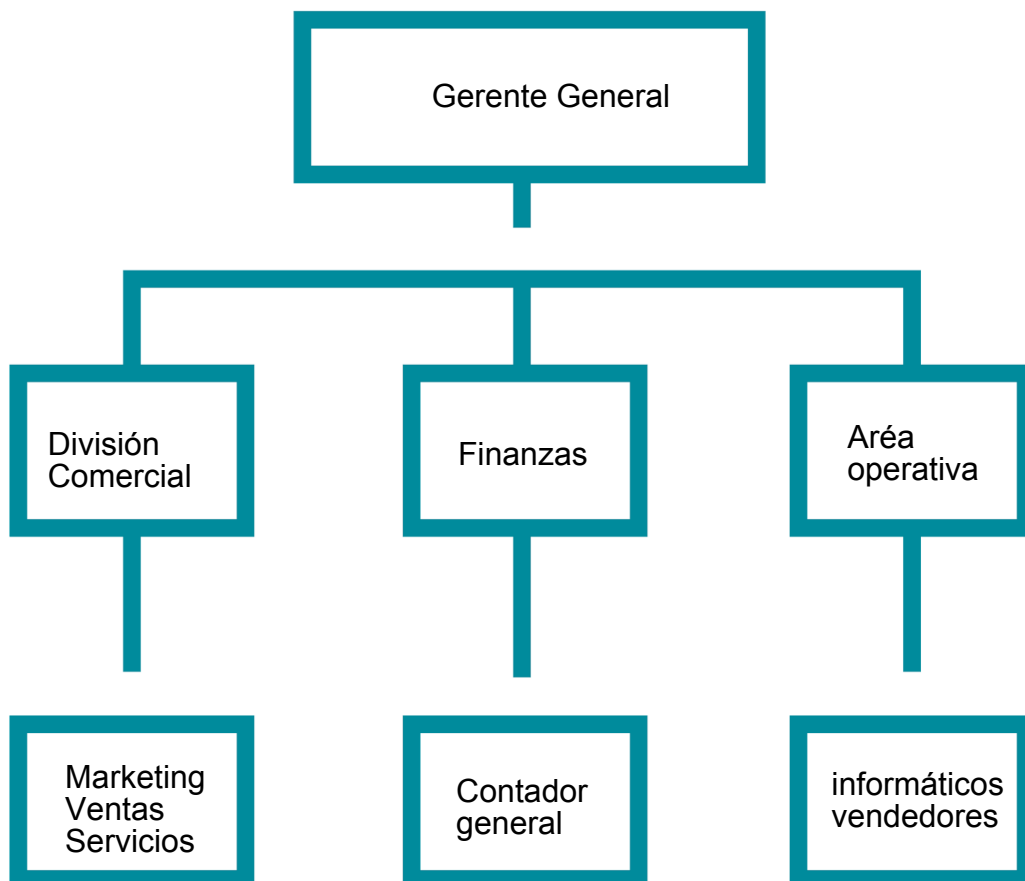 Gerente General
División
Comercial
Finanzas
Aréa
operativa
Marketing
Ventas
Servicios
Contador
general
informáticos
vendedores